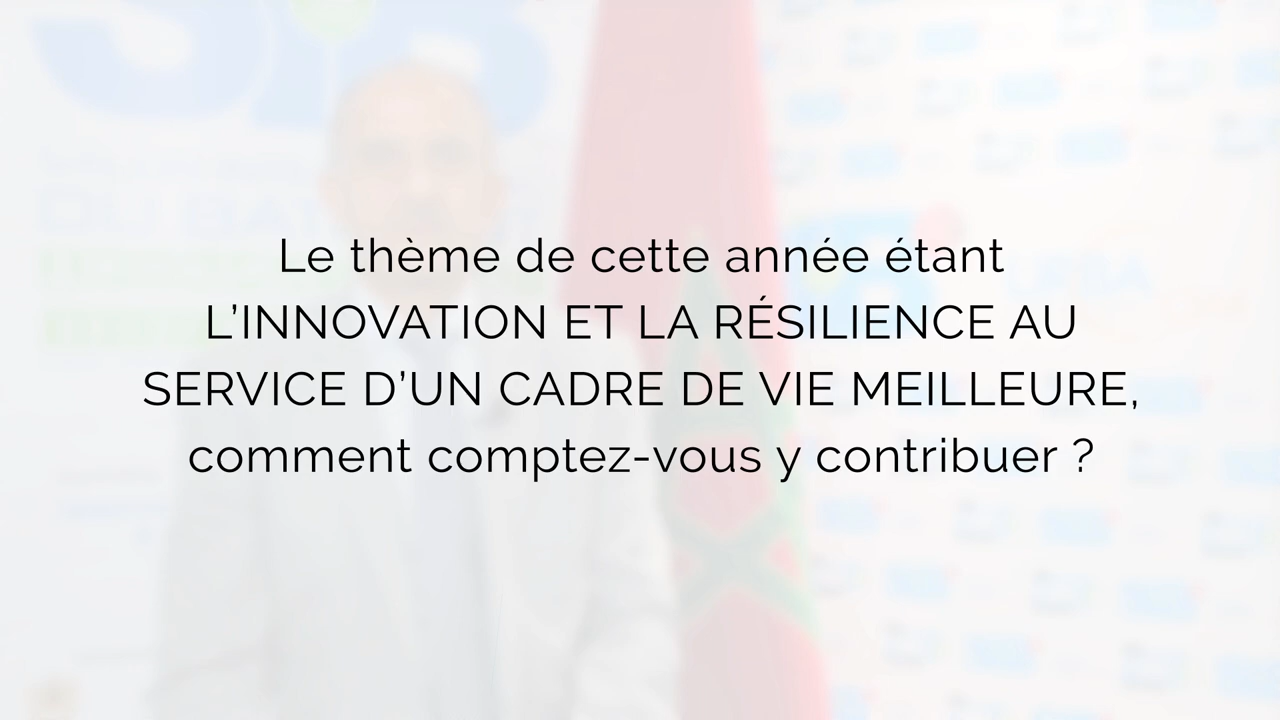 Le thème de cette année étant
L’INNOVATION ET LA RÉSILIENCE AU
SERVICE D’UN CADRE DE VIE MEILLEURE,
comment comptez-vous y contribuer ?